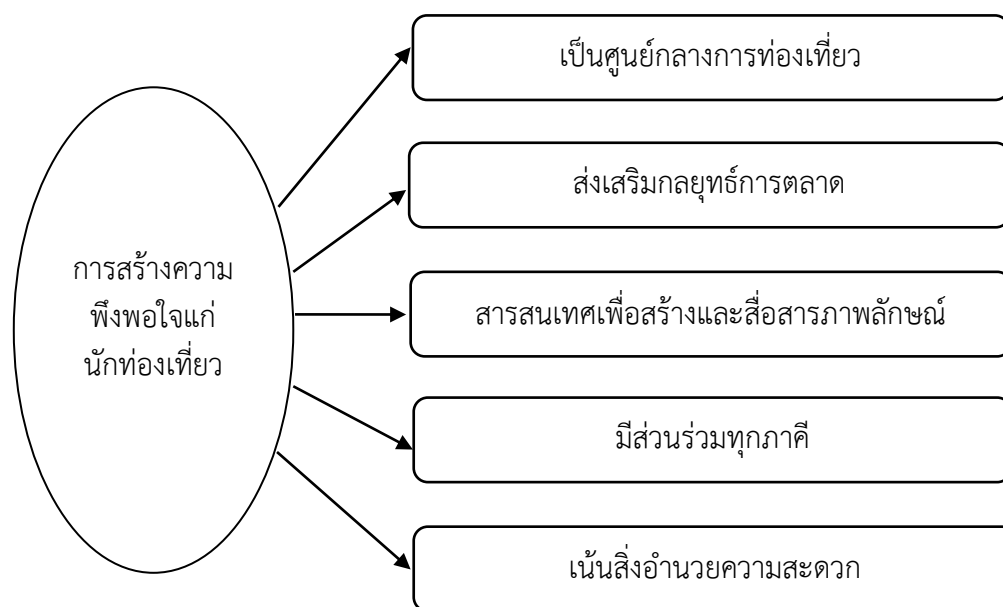 การสร้างความ
พึงพอใจแก่
นักท่องเที่ยว
เป็นศูนย์กลางการท่องเที่ยว
ส่งเสริมกลยุทธ์การตลาด
สารสนเทศเพื่อสร้างและสื่อสารภาพลักษณ์
มีส่วนร่วมทุกภาคี
เน้นสิ่งอำนวยความสะดวก